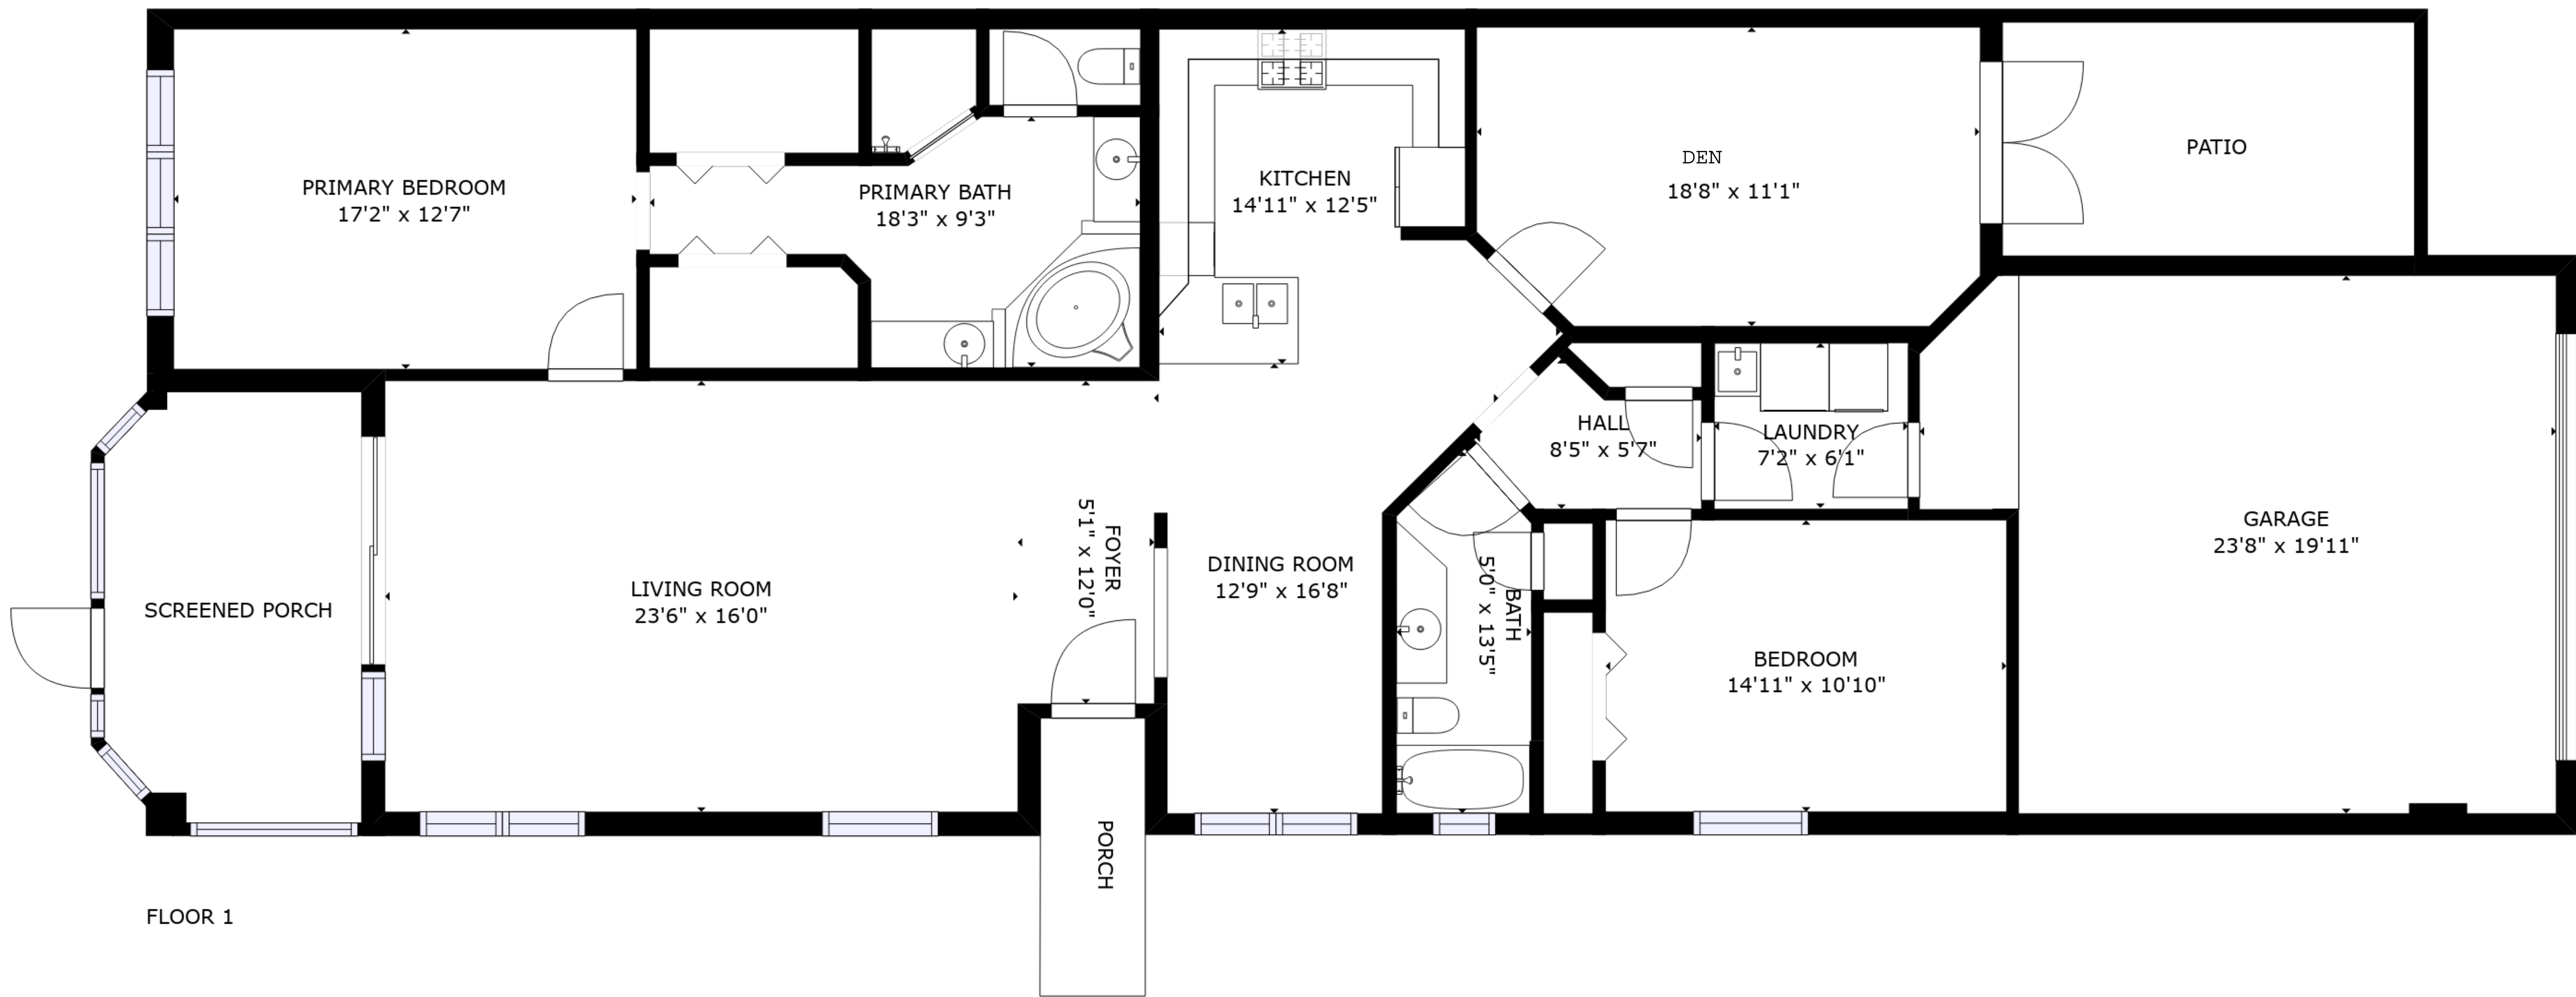 PRIMARY BEDROOM
17'2" x 12'7"
PRIMARY BATH
18'3" x 9'3"
KITCHEN
14'11" x 12'5"
DEN
18'8" x 11'1"
PATIO
HALL
8'5" x 5'7"
LAUNDRY
7'2" x 6'1"
GARAGE
23'8" x 19'11"
SCREENED PORCH
LIVING ROOM
23'6" x 16'0"
FOYER
5'1" x 12'0"
DINING ROOM
12'9" x 16'8"
BATH
5'0" x 13'5"
BEDROOM
14'11" x 10'10"
PORCH
FLOOR 1